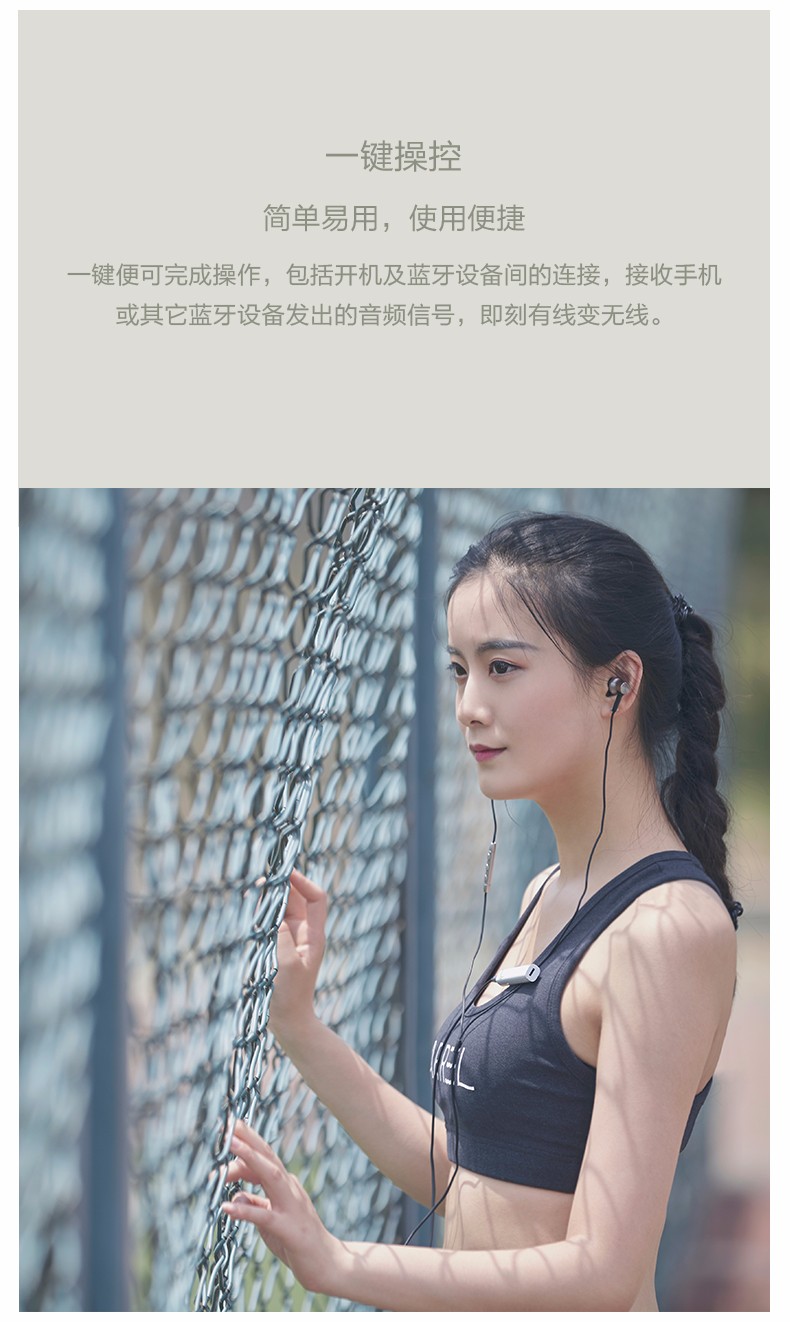 一键操控
简单易用，使用便捷
一键便可完成操作，包括开机及蓝牙设备间的连接，接收手机
或其它蓝牙设备发出的音频信号，即刻有线变无线。